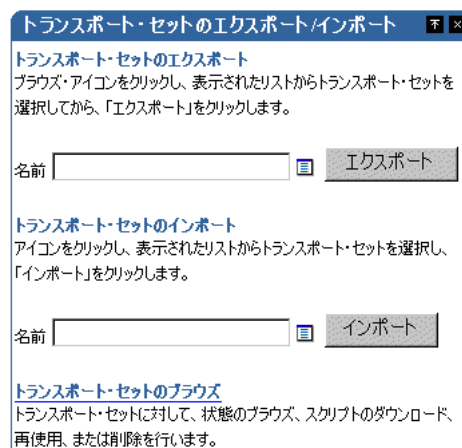 トランスポート・セットのエクスポート/インポート
トランスポート・セットのエクスポート
ブラウズ・アイコンをクリックし、表示されたリストからトランスポート・セットを
選択してから、「エクスポート」をクリックします。
名前 エクスポート
トランスポート・セットのインポート
アイコンをクリックし、表示されたリストからトランスポート・セットを選択し、
「インポート」をクリックします。
名前 インポート
トランスポート・セットのブラウズ
トランスポート・セットに対して、状態のブラウズ、スクリプトのダウンロード、
再使用、または削除を行います。